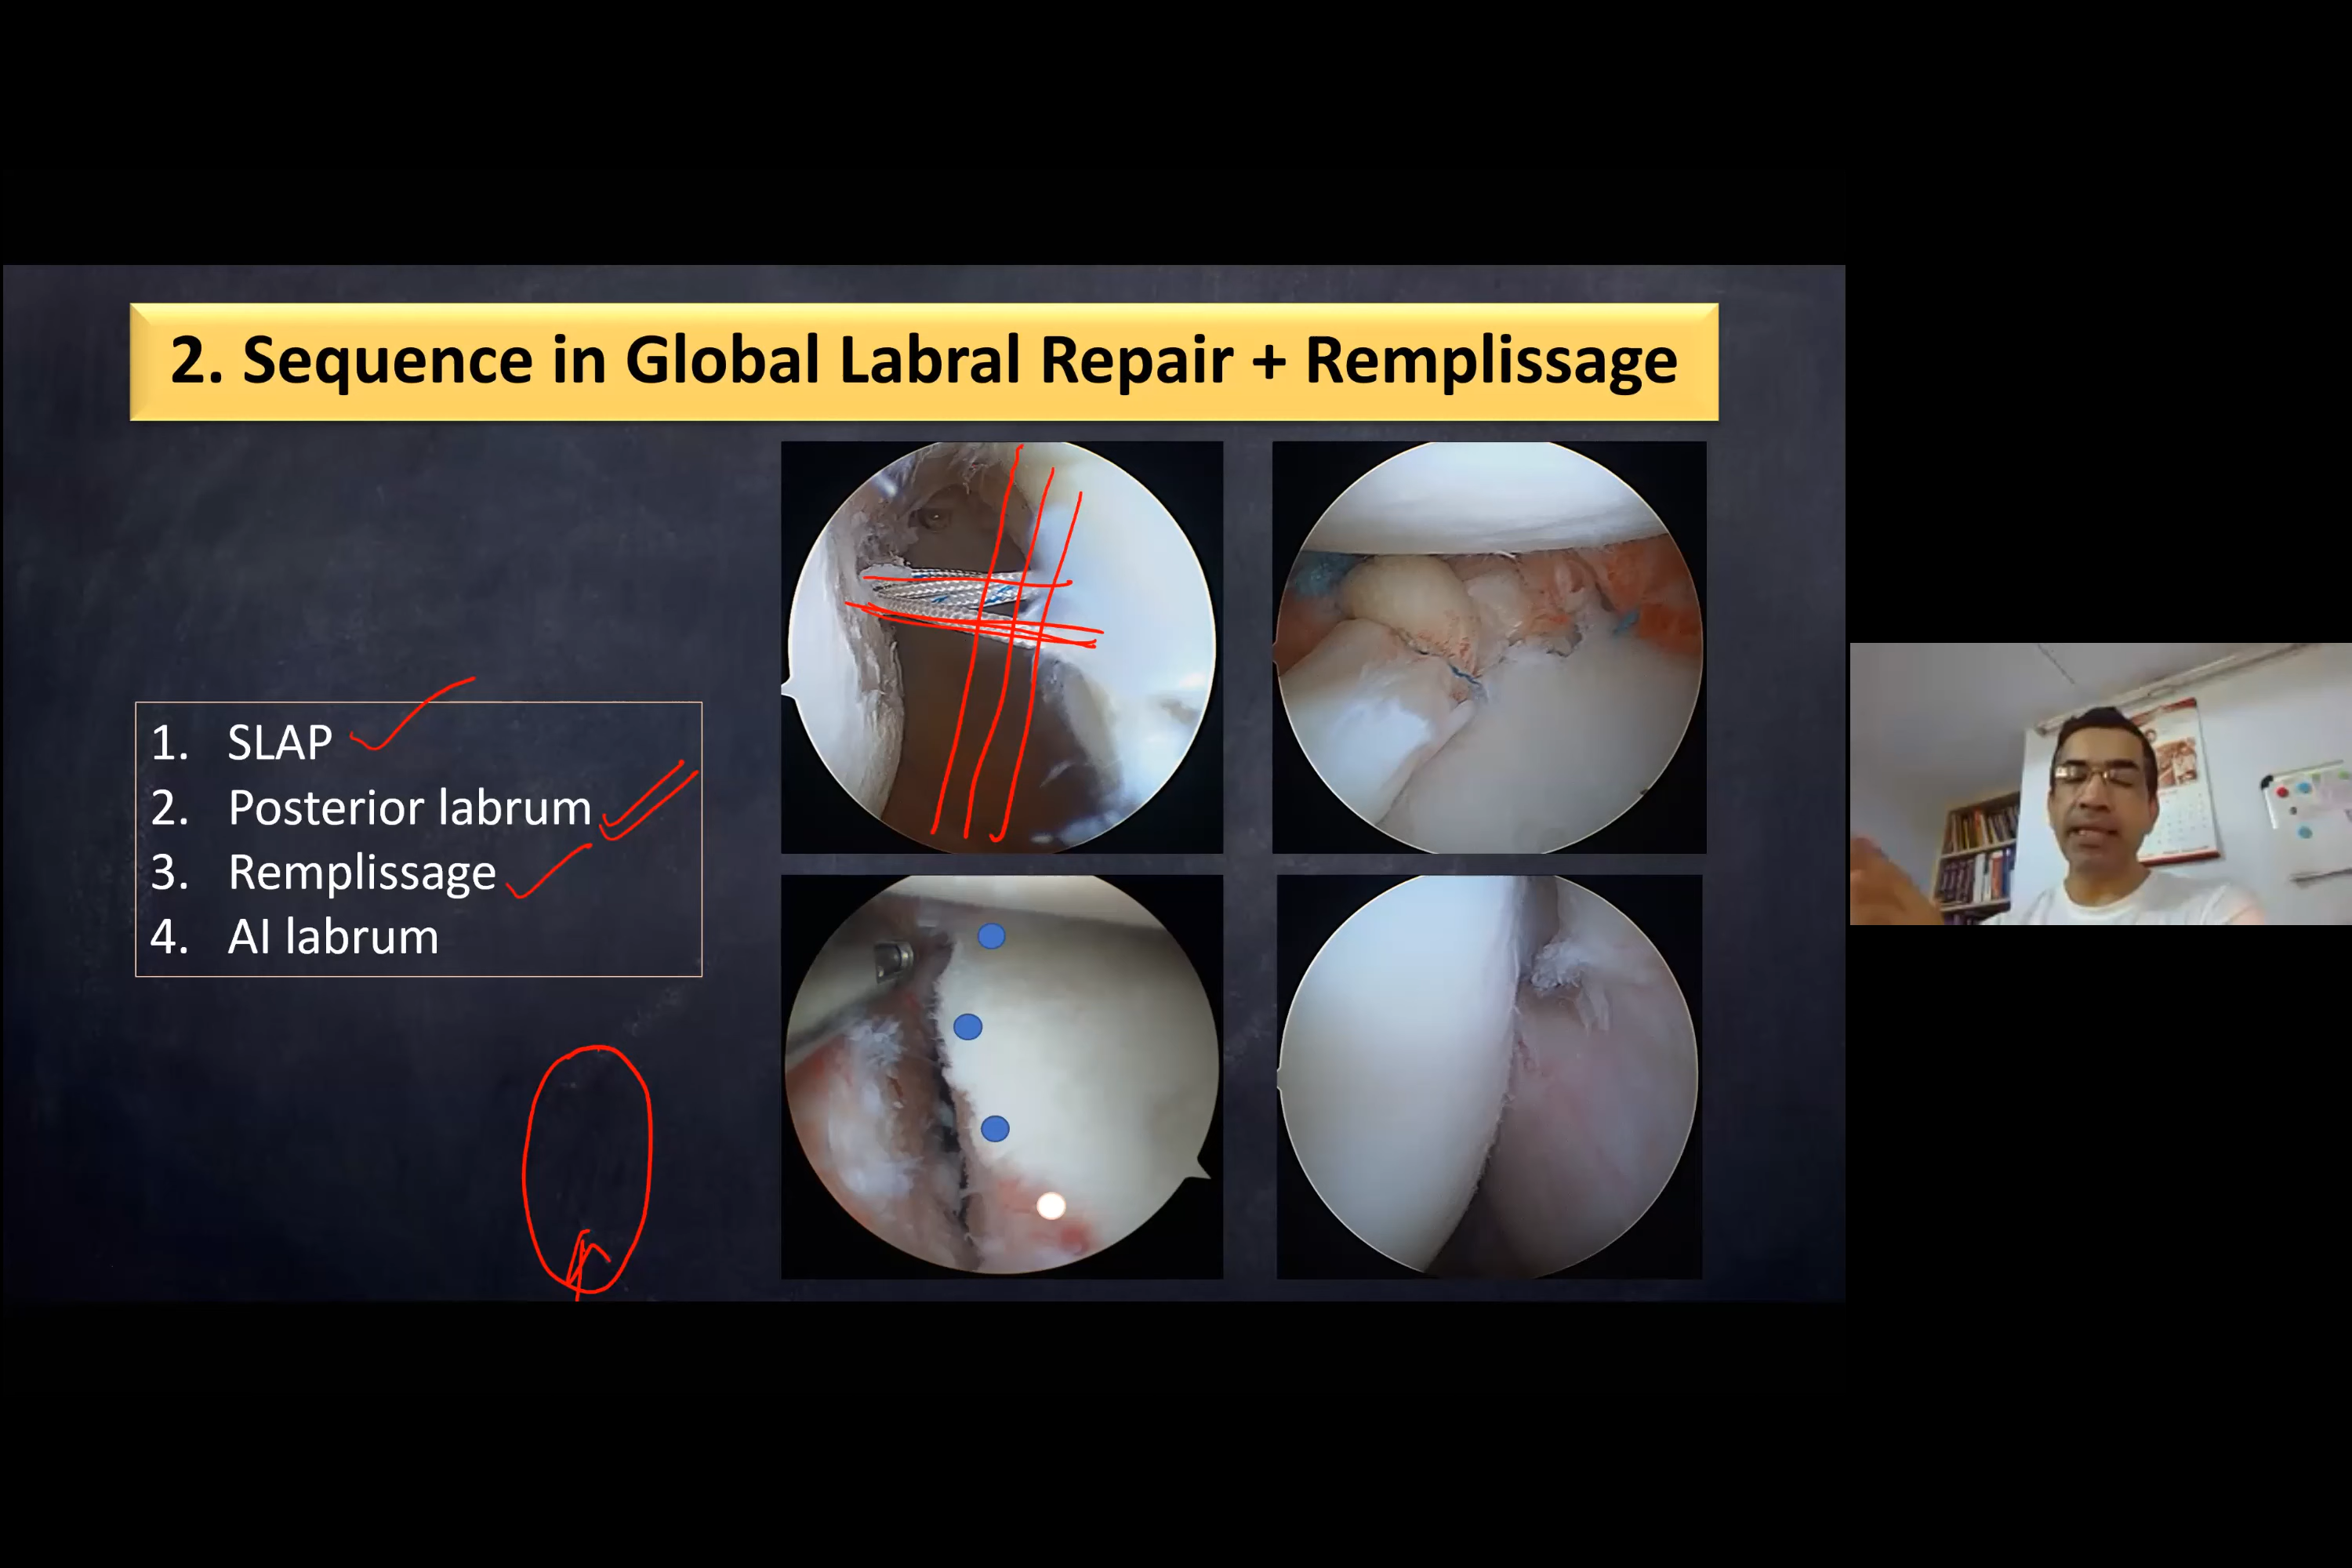 2. Sequence in Global Labral Repair + Remplissage
1. SLAP
2. Posterior labrum
3. Remplissage
4. AI labrum